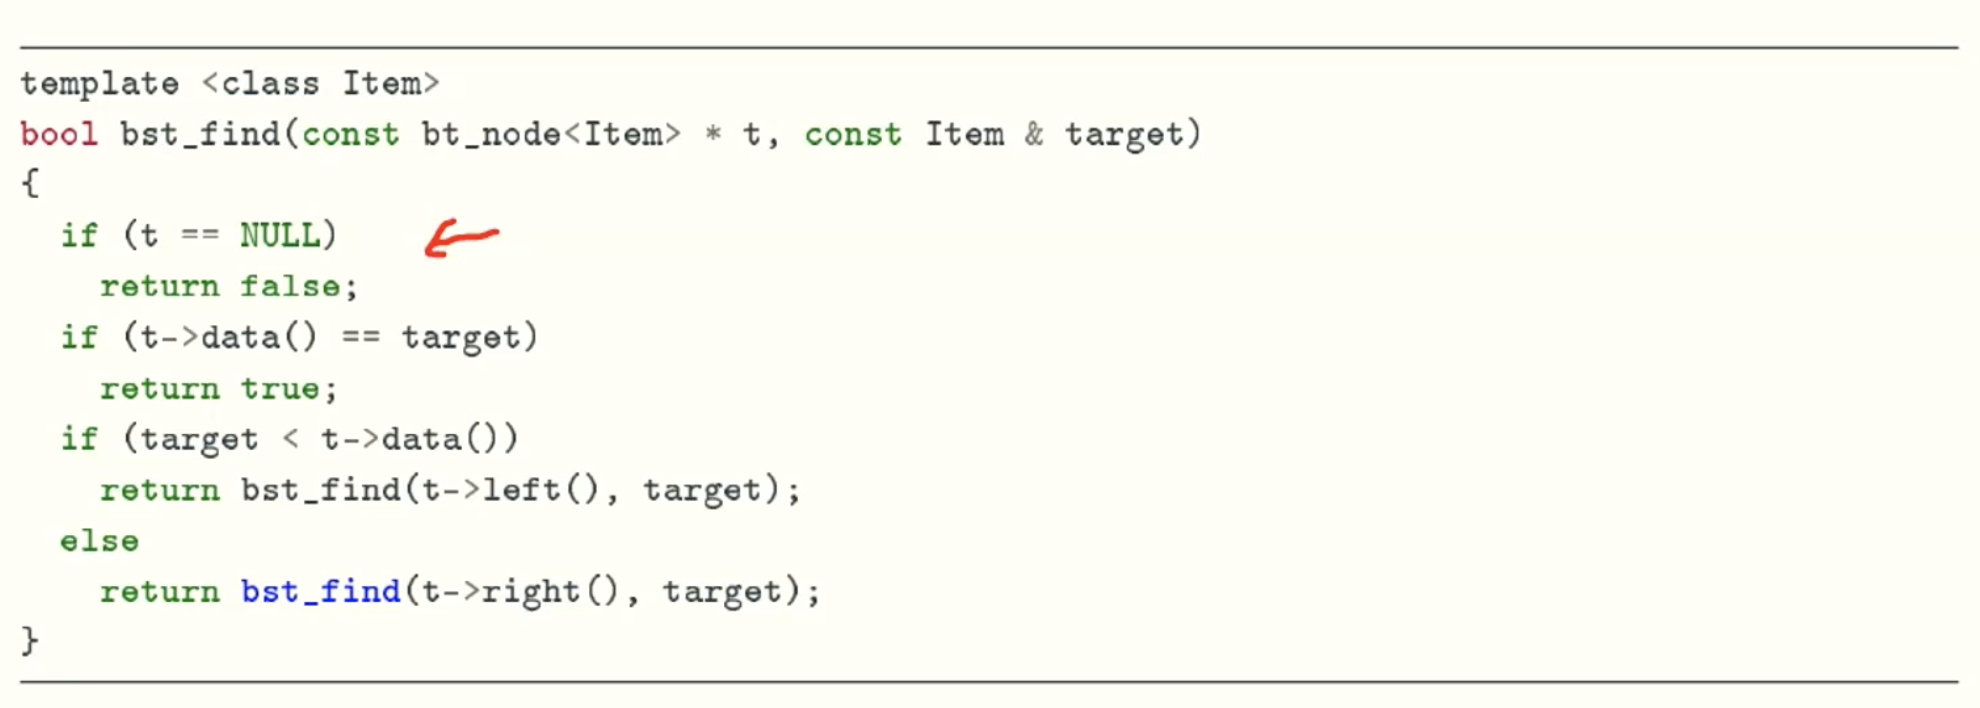 template <class Item>
bool bst_find(const bt_node<Item> * t, const Item & target)
{
  if (t == NULL)
    return false;
  if (t->data() == target)
    return true;
  if (target < t->data())
    return bst_find(t->left(), target);
  else
    return bst_find(t->right(), target);
}